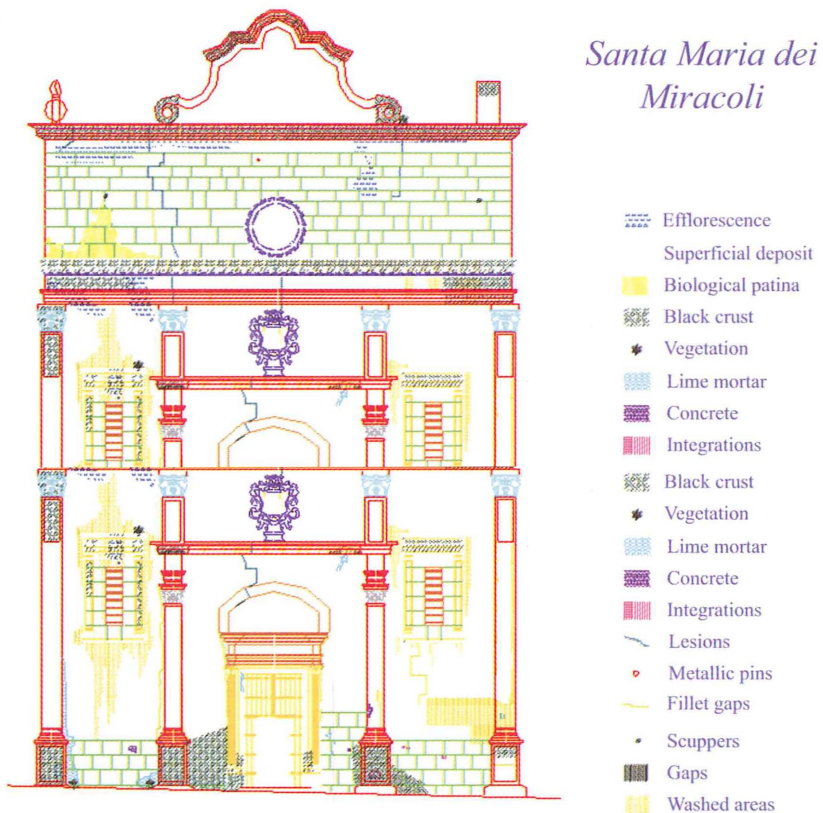 Santa Maria dei
Miracoli
Efflorescence
Superficial deposit
Biological patina
Black crust
Vegetation
Lime mortar
Concrete
Integrations
Black crust
Vegetation
Lime mortar
Concrete
Integrations
Lesions
Metallic pins
Fillet gaps
Scuppers
Gaps
Washed areas